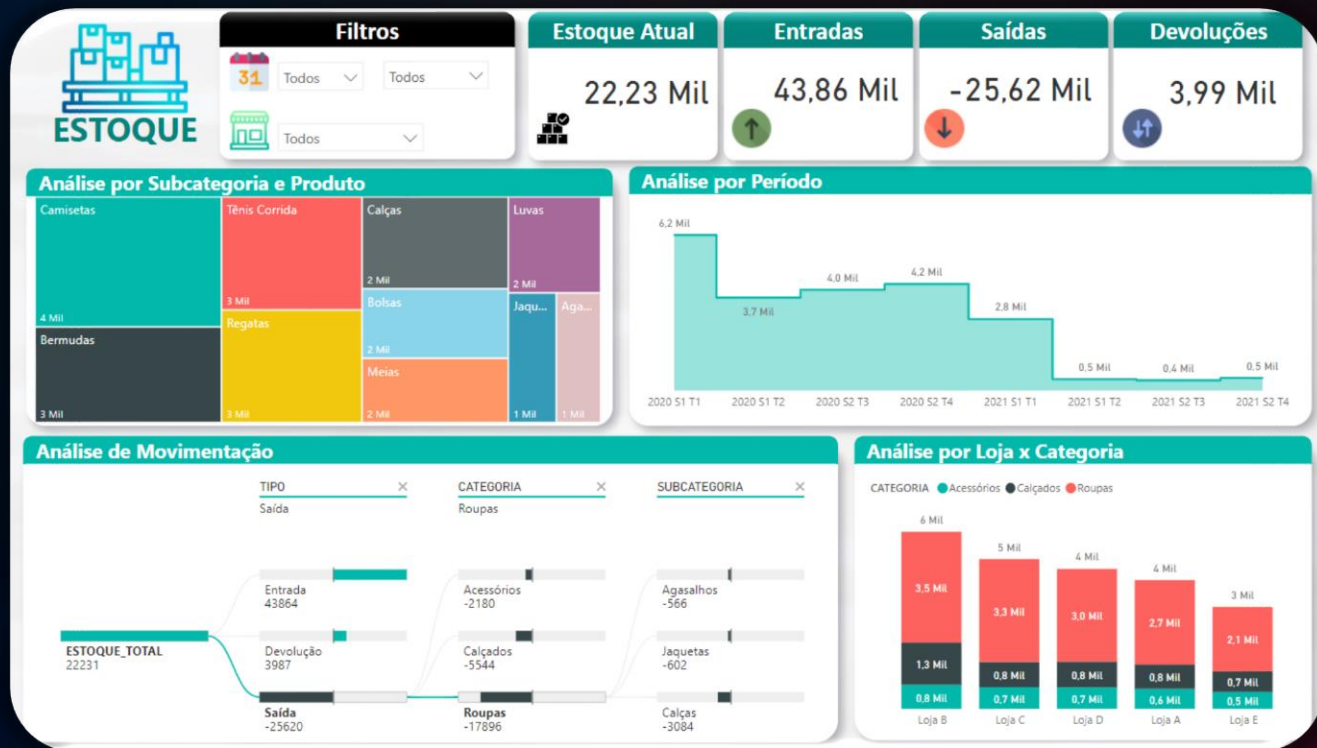 ESTOQUE
Filtros
31
Todos
Todos
Todos
Estoque Atual
22,23 Mil
Entradas
43,86 Mil
Saídas
-25,62 Mil
Devoluções
3,99 Mil
Análise por Subcategoria e Produto
Camisetas
4 Mil
Bermudas
3 Mil
Tênis Corrida
3 Mil
Regatas
3 Mil
Calças
2 Mil
Bolsas
2 Mil
Meias
2 Mil
Luvas
2 Mil
Jaqu...
1 Mil
Aga...
1 Mil
Análise por Período
6,2 Mil
3,7 Mil
4,0 Mil
4,2 Mil
2,8 Mil
0,5 Mil
0,4 Mil
0,5 Mil
2020 S1 T1
2020 S1 T2
2020 S2 T3
2020 S2 T4
2021 S1 T1
2021 S1 T2
2021 S2 T3
2021 S2 T4
Análise de Movimentação
TIPO
Saída
CATEGORIA
Roupas
SUBCATEGORIA
ESTOQUE_TOTAL
22231
Entrada
43864
Devolução
3987
Saída
-25620
Acessórios
-2180
Calçados
-5544
Roupas
-17896
Agasalhos
-566
Jaquetas
-602
Calças
-3084
Análise por Loja x Categoria
CATEGORIA Acessórios Calçados Roupas
6 Mil
3,5 Mil
1,3 Mil
0,8 Mil
Loja B
5 Mil
3,3 Mil
0,8 Mil
0,7 Mil
Loja C
4 Mil
3,0 Mil
0,8 Mil
0,7 Mil
Loja D
4 Mil
2,7 Mil
0,8 Mil
0,6 Mil
Loja A
3 Mil
2,1 Mil
0,7 Mil
0,5 Mil
Loja E